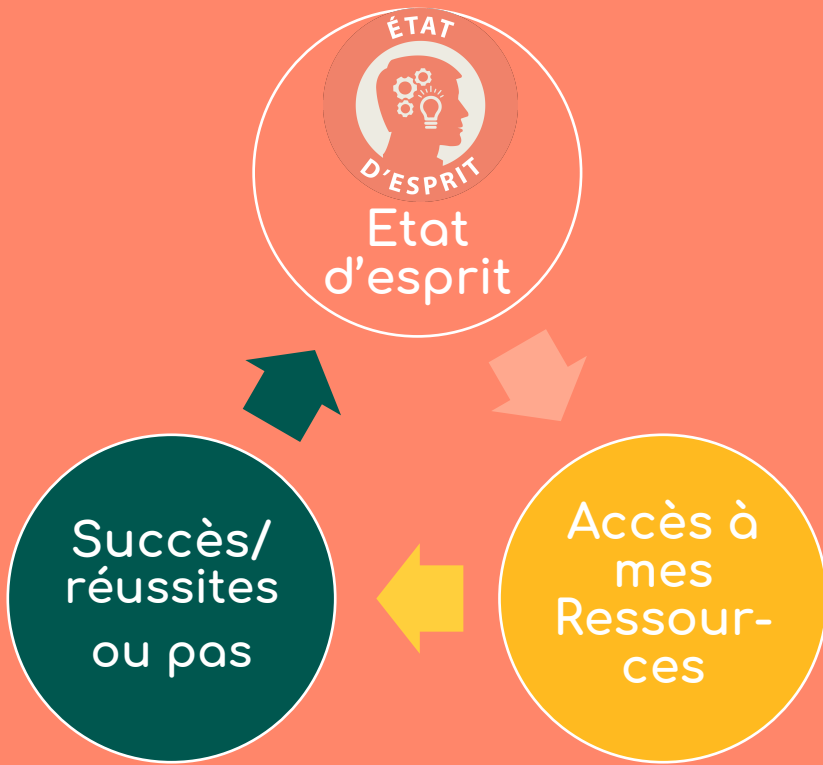 ÉTAT
D'ESPRIT
Etat
d'esprit
Accès à
mes
Ressour-
ces
Succès/
réussites
ou pas